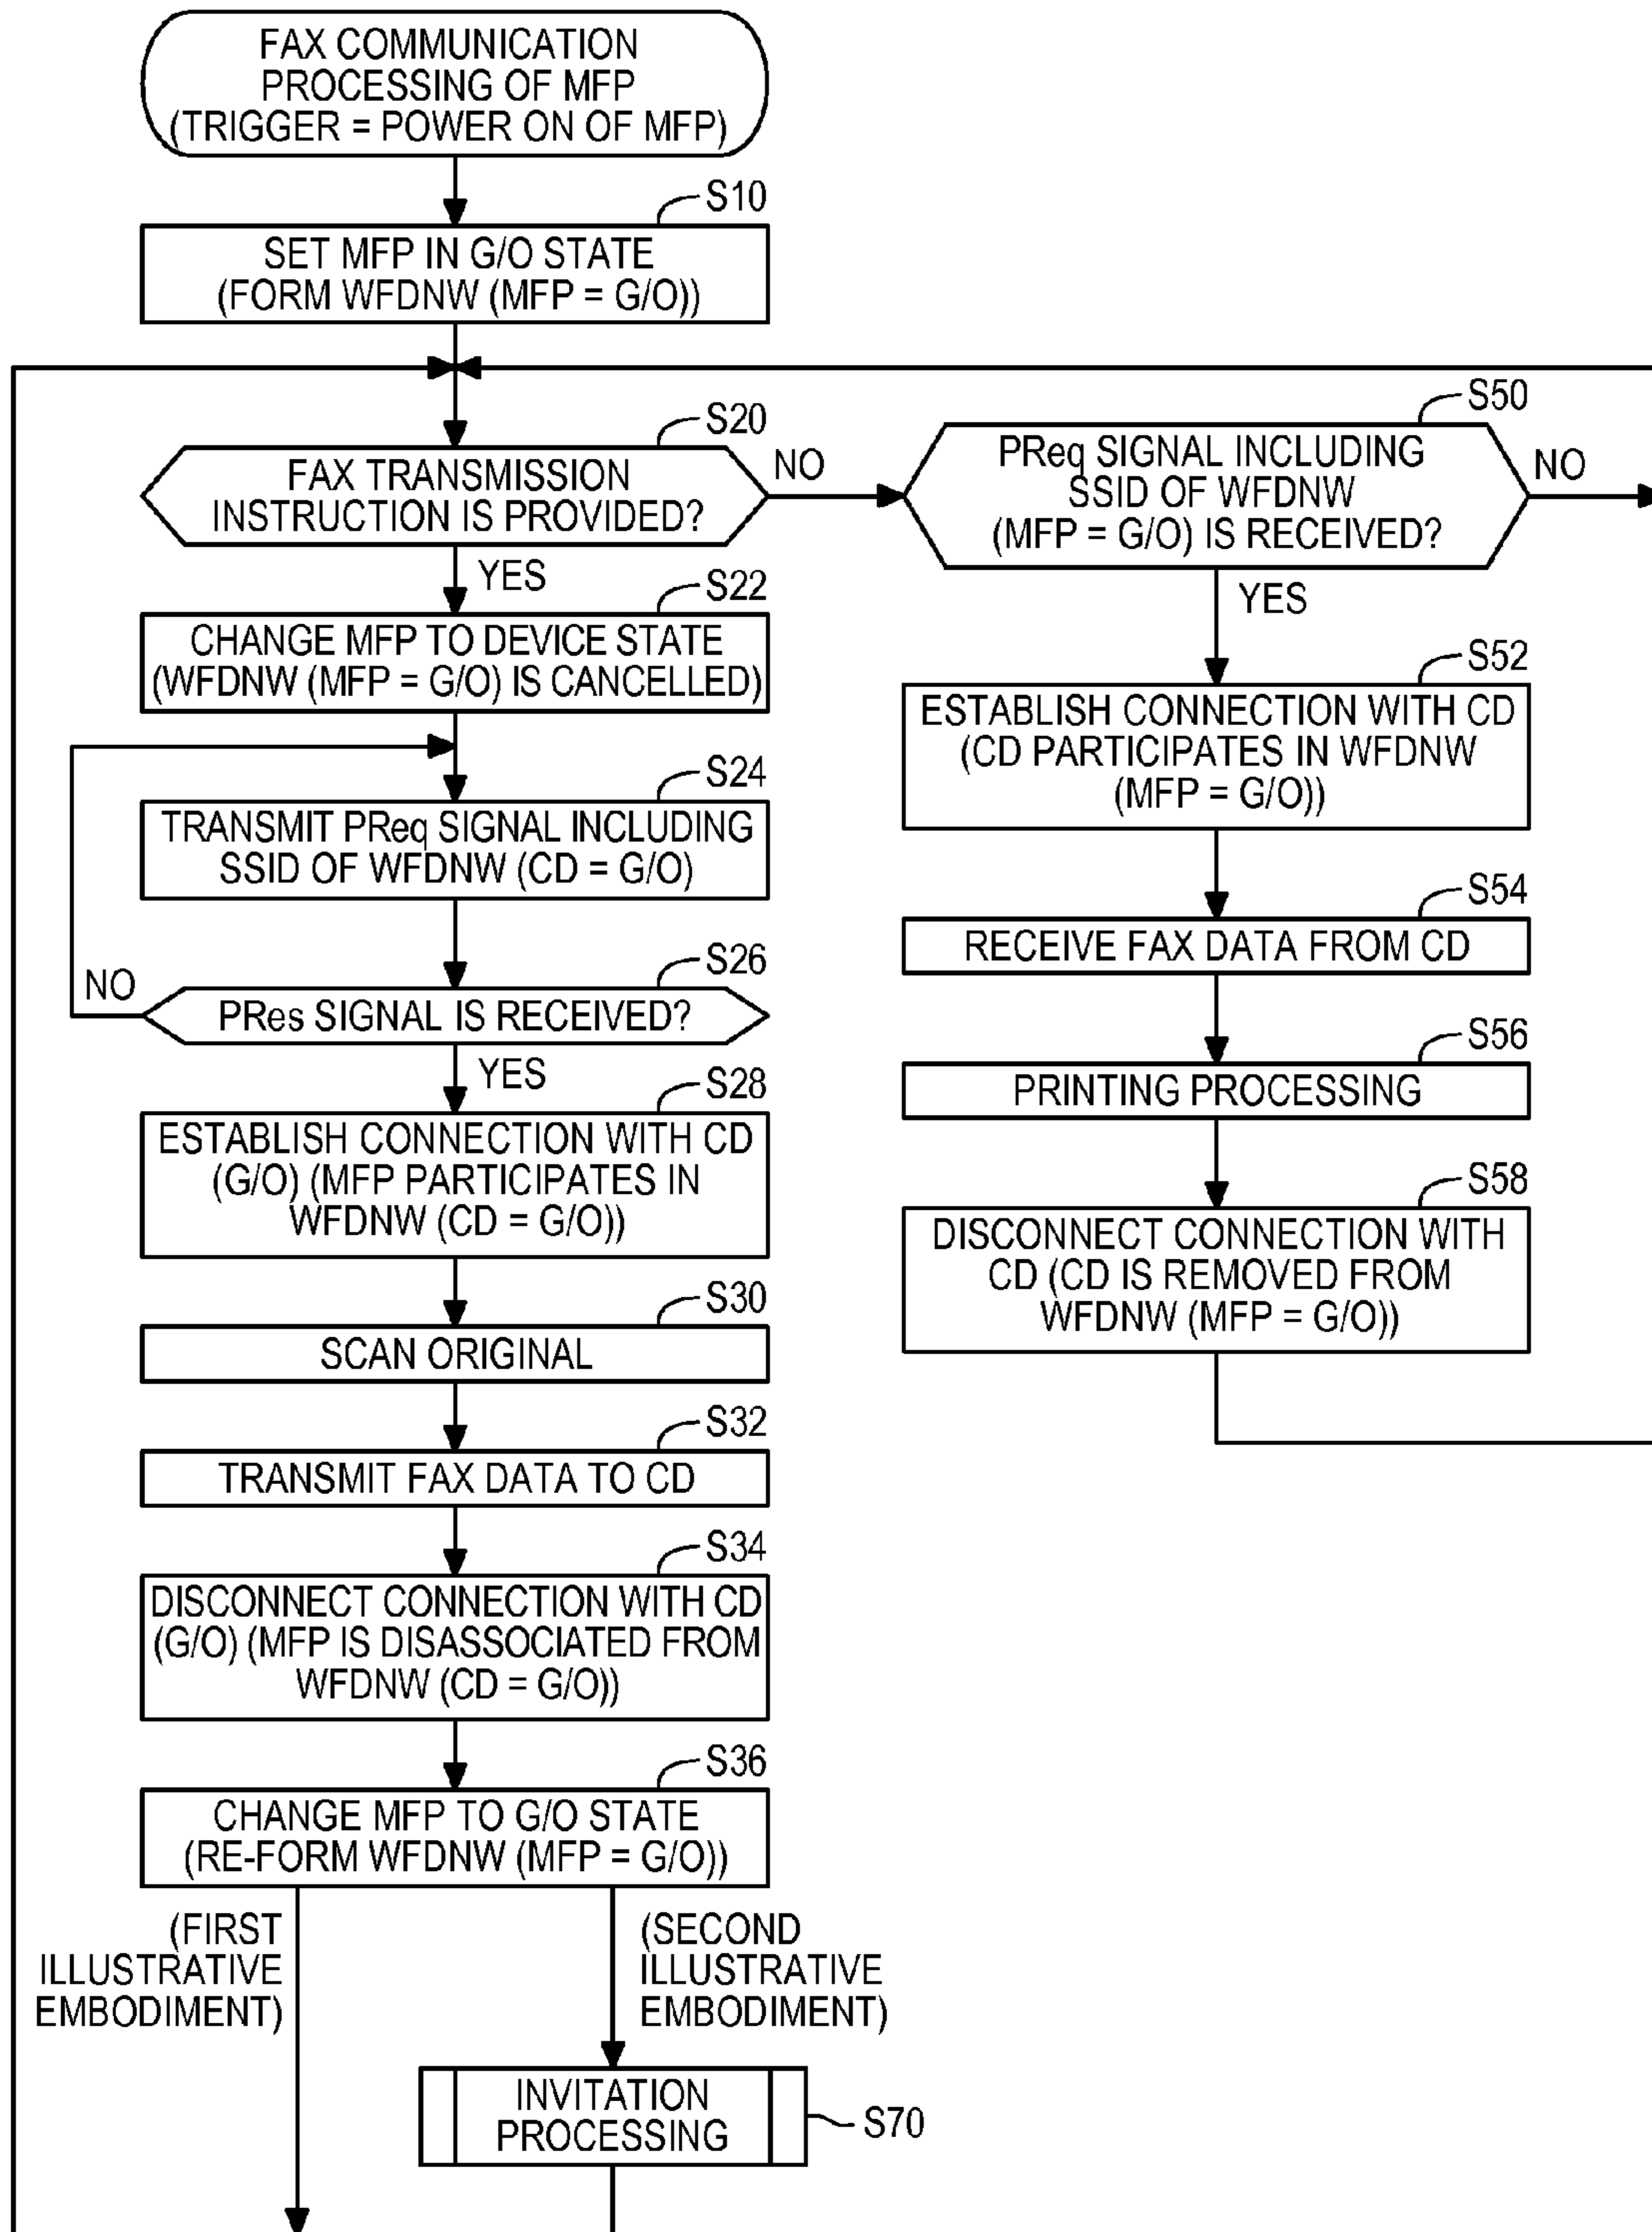 FAX COMMUNICATION
PROCESSING OF MFP
(TRIGGER = POWER ON OF MFP)
S10
SET MFP IN G/O STATE
(FORM WFDNW (MFP = G/O))
S20
FAX TRANSMISSION
INSTRUCTION IS PROVIDED?
NO
YES
S22
CHANGE MFP TO DEVICE STATE
(WFDNW (MFP = G/O) IS CANCELLED)
S24
TRANSMIT PReq SIGNAL INCLUDING
SSID OF WFDNW (CD = G/O)
S26
PRes SIGNAL IS RECEIVED?
NO
YES
S28
ESTABLISH CONNECTION WITH CD
(G/O) (MFP PARTICIPATES IN
WFDNW (CD = G/O))
S30
SCAN ORIGINAL
S32
TRANSMIT FAX DATA TO CD
S34
DISCONNECT CONNECTION WITH CD
(G/O) (MFP IS DISASSOCIATED FROM
WFDNW (CD = G/O))
S36
CHANGE MFP TO G/O STATE
(RE-FORM WFDNW (MFP = G/O))
(FIRST
ILLUSTRATIVE
EMBODIMENT)
(SECOND
ILLUSTRATIVE
EMBODIMENT)
INVITATION
PROCESSING
S70
S50
PReq SIGNAL INCLUDING
SSID OF WFDNW
(MFP = G/O) IS RECEIVED?
NO
YES
S52
ESTABLISH CONNECTION WITH CD
(CD PARTICIPATES IN WFDNW
(MFP = G/O))
S54
RECEIVE FAX DATA FROM CD
S56
PRINTING PROCESSING
S58
DISCONNECT CONNECTION WITH
CD (CD IS REMOVED FROM
WFDNW (MFP = G/O))